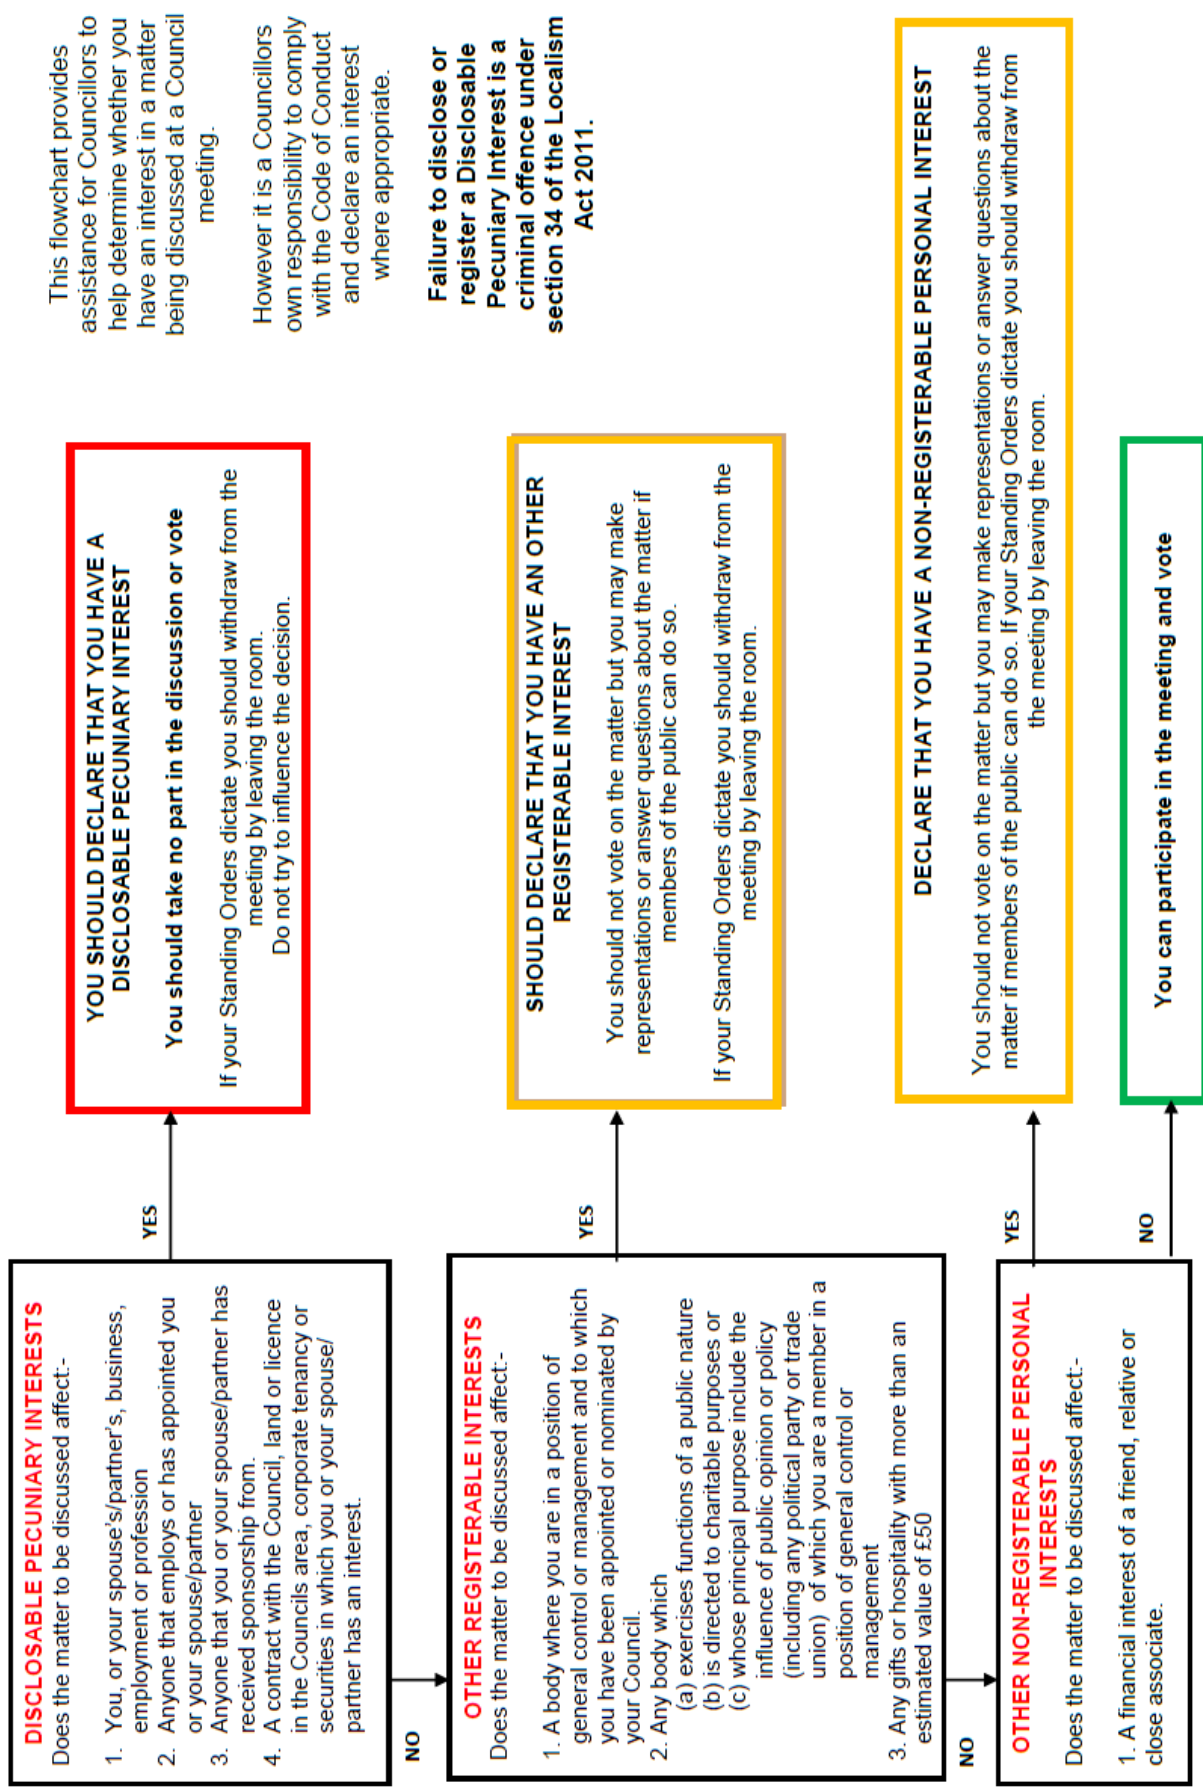 DISCLOSABLE PECUNIARY INTERESTS
Does the matter to be discussed affect:-
1. You, or your spouse's/partner's, business,
employment or profession
2. Anyone that employs or has appointed you
or your spouse/partner
3. Anyone that you or your spouse/partner has
received sponsorship from.
4. A contract with the Council, land or licence
in the Councils area, corporate tenancy or
securities in which you or your spouse/
partner has an interest.
YES
YOU SHOULD DECLARE THAT YOU HAVE A
DISCLOSABLE PECUNIARY INTEREST
You should take no part in the discussion or vote
If your Standing Orders dictate you should withdraw from the
meeting by leaving the room.
Do not try to influence the decision.
This flowchart provides
assistance for Councillors to
help determine whether you
have an interest in a matter
being discussed at a Council
meeting.
However it is a Councillors
own responsibility to comply
with the Code of Conduct
and declare an interest
where appropriate.
Failure to disclose or
register a Disclosable
Pecuniary Interest is a
criminal offence under
section 34 of the Localism
Act 2011.
NO
OTHER REGISTERABLE INTERESTS
Does the matter to be discussed affect:-
1. A body where you are in a position of
general control or management and to which
you have been appointed or nominated by
your Council.
2. Any body which
(a) exercises functions of a public nature
(b) is directed to charitable purposes or
(c) whose principal purpose include the
influence of public opinion or policy
(including any political party or trade
union) of which you are a member in a
position of general control or
management
3. Any gifts or hospitality with more than an
estimated value of £50
YES
SHOULD DECLARE THAT YOU HAVE AN OTHER
REGISTERABLE INTEREST
You should not vote on the matter but you may make
representations or answer questions about the matter if
members of the public can do so.
If your Standing Orders dictate you should withdraw from the
meeting by leaving the room.
NO
OTHER NON-REGISTERABLE PERSONAL
INTERESTS
Does the matter to be discussed affect:-
1. A financial interest of a friend, relative or
close associate.
YES
DECLARE THAT YOU HAVE A NON-REGISTERABLE PERSONAL INTEREST
You should not vote on the matter but you may make representations or answer questions about the
matter if members of the public can do so. If your Standing Orders dictate you should withdraw from
the meeting by leaving the room.
NO
You can participate in the meeting and vote